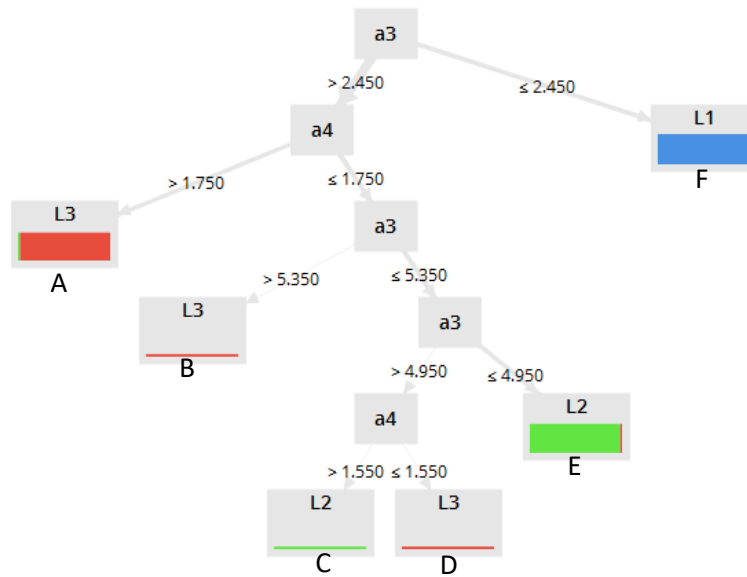 a3
> 2.450
≤ 2.450
a4
L1
F
> 1.750
≤ 1.750
L3
A
a3
> 5.350
≤ 5.350
L3
B
a3
> 4.950
≤ 4.950
a4
L2
E
> 1.550
≤ 1.550
L2
C
L3
D